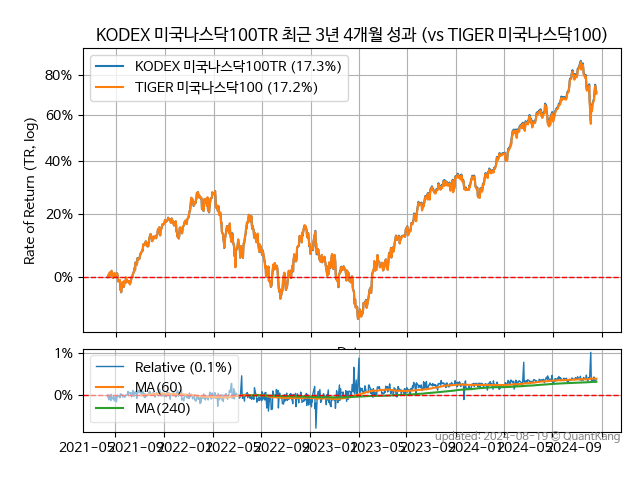 KODEX 미국나스닥100TR 최근 3년 4개월 성과 (vs TIGER 미국나스닥100)
KODEX 미국나스닥100TR (17.3%)
TIGER 미국나스닥100 (17.2%)
Rate of Return (TR, log)
80%
60%
40%
20%
0%
1%
0%
Relative (0.1%)
MA(60)
MA(240)
updated: 2024-08-19 © QuantKang
2021-05 2021-09 2022-01 2022-05 2022-09 2023-01 2023-05 2023-09 2024-01 2024-05 2024-09